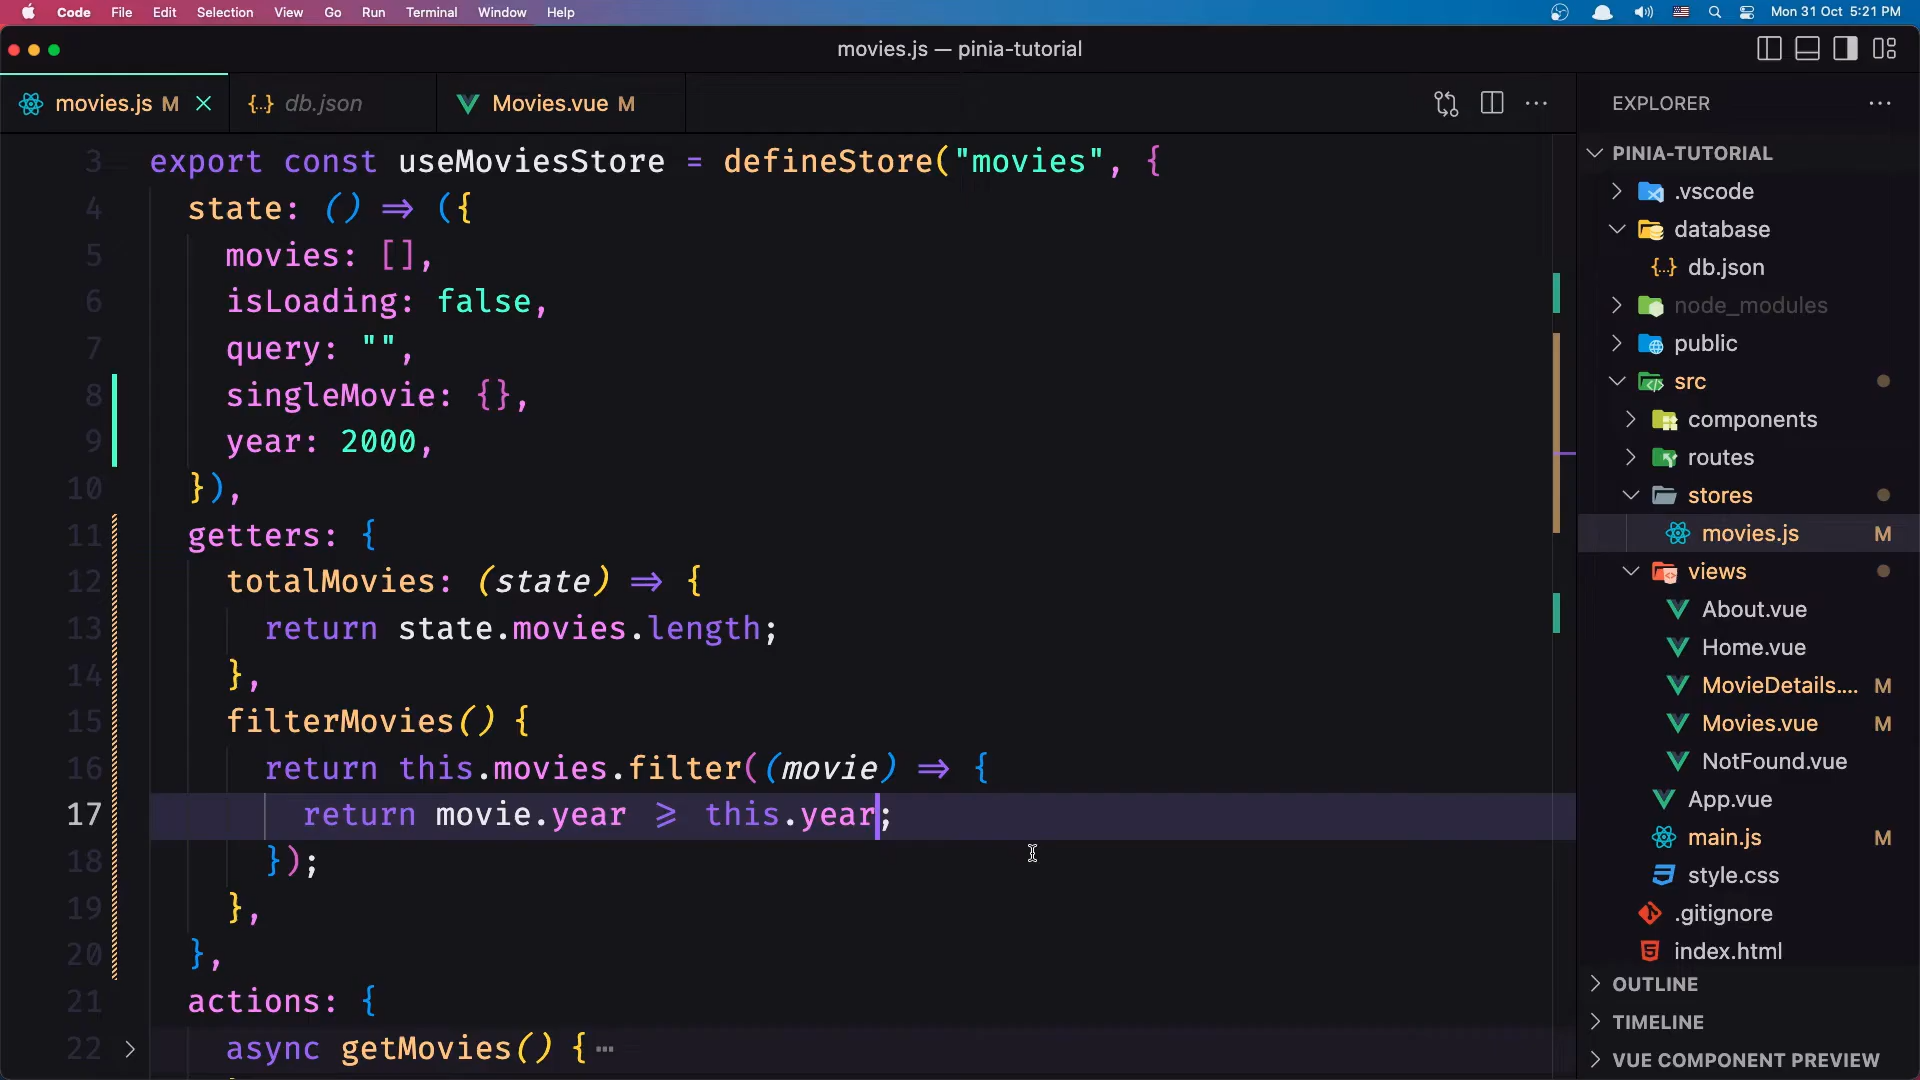 Code File Edit Selection View Go Run Terminal Window Help Mon 31 Oct 5:21 PM
movies.js — pinia-tutorial
movies.js M db.json Movies.vue M
3 export const useMoviesStore = defineStore("movies", {
4 state: () => ({
5 movies: [],
6 isLoading: false,
7 query: "",
8 singleMovie: {},
9 year: 2000,
10 }),
11 getters: {
12 totalMovies: (state) => {
13 return state.movies.length;
14 },
15 filterMovies() {
16 return this.movies.filter((movie) => {
17 return movie.year >= this.year;
18 });
19 },
20 },
21 actions: {
22 async getMovies() {
EXPLORER
PINIA-TUTORIAL
.vscode
database
db.json
node_modules
public
src
components
routes
stores
movies.js M
views
About.vue
Home.vue
MovieDetails.... M
Movies.vue M
NotFound.vue
App.vue
main.js M
style.css
.gitignore
index.html
OUTLINE
TIMELINE
VUE COMPONENT PREVIEW